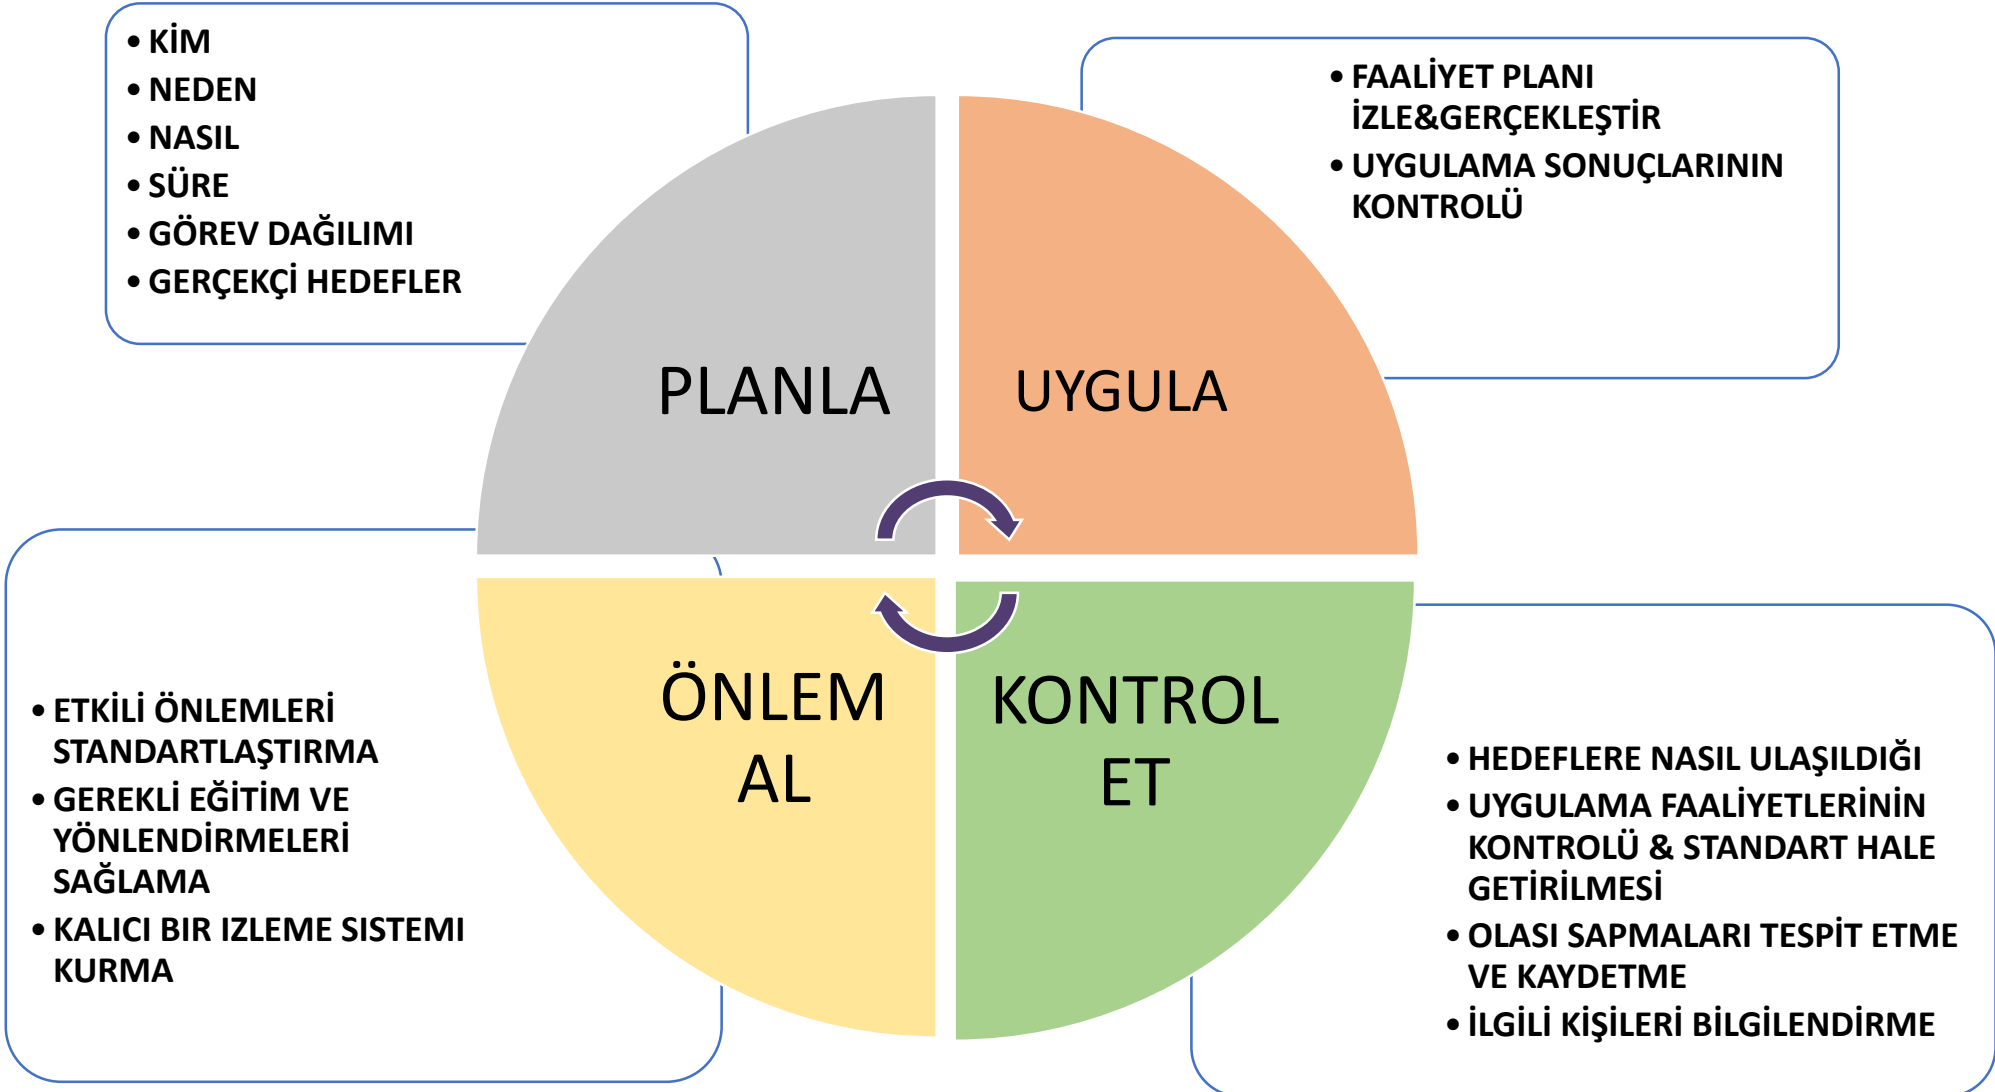 • KİM
• NEDEN
• NASIL
• SÜRE
• GÖREV DAĞILIMI
• GERÇEKÇİ HEDEFLER
• FAALİYET PLANI
İZLE&GERÇEKLEŞTİR
• UYGULAMA SONUÇLARININ
KONTROLÜ
PLANLA
UYGULA
ÖNLEM
AL
KONTROL
ET
• ETKİLİ ÖNLEMLERİ
STANDARTLAŞTIRMA
• GEREKLİ EĞİTİM VE
YÖNLENDİRMELERİ
SAĞLAMA
• KALICI BIR IZLEME SISTEMI
KURMA
• HEDEFLERE NASIL ULAŞILDIĞI
• UYGULAMA FAALİYETLERİNİN
KONTROLÜ & STANDART HALE
GETİRİLMESİ
• OLASI SAPMALARI TESPİT ETME
VE KAYDETME
• İLGİLİ KİŞİLERİ BİLGİLENDİRME